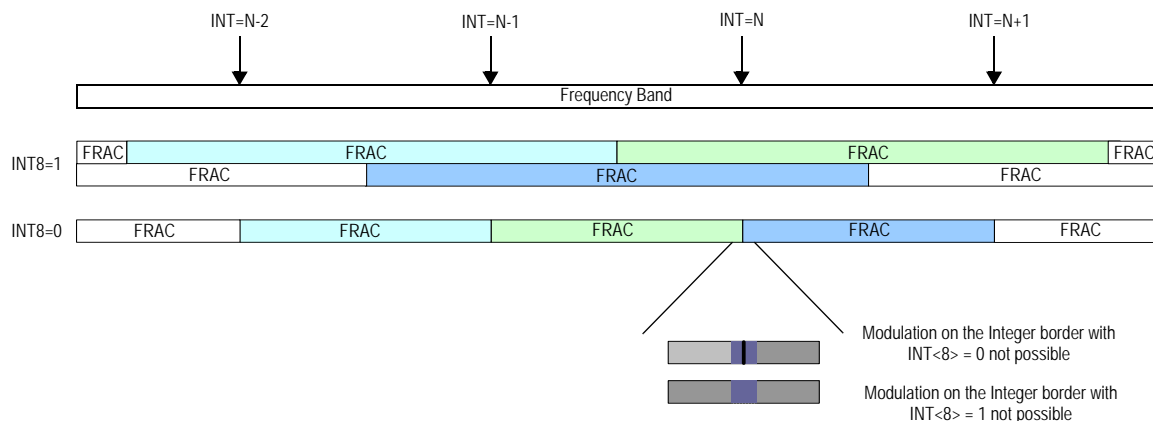 INT=N-2
INT=N-1
INT=N
INT=N+1
Frequency Band
INT8=1
FRAC
FRAC
FRAC
FRAC
FRAC
FRAC
FRAC
INT8=0
FRAC
FRAC
FRAC
FRAC
FRAC
Modulation on the Integer border with
INT<8> = 0 not possible
Modulation on the Integer border with
INT<8> = 1 not possible